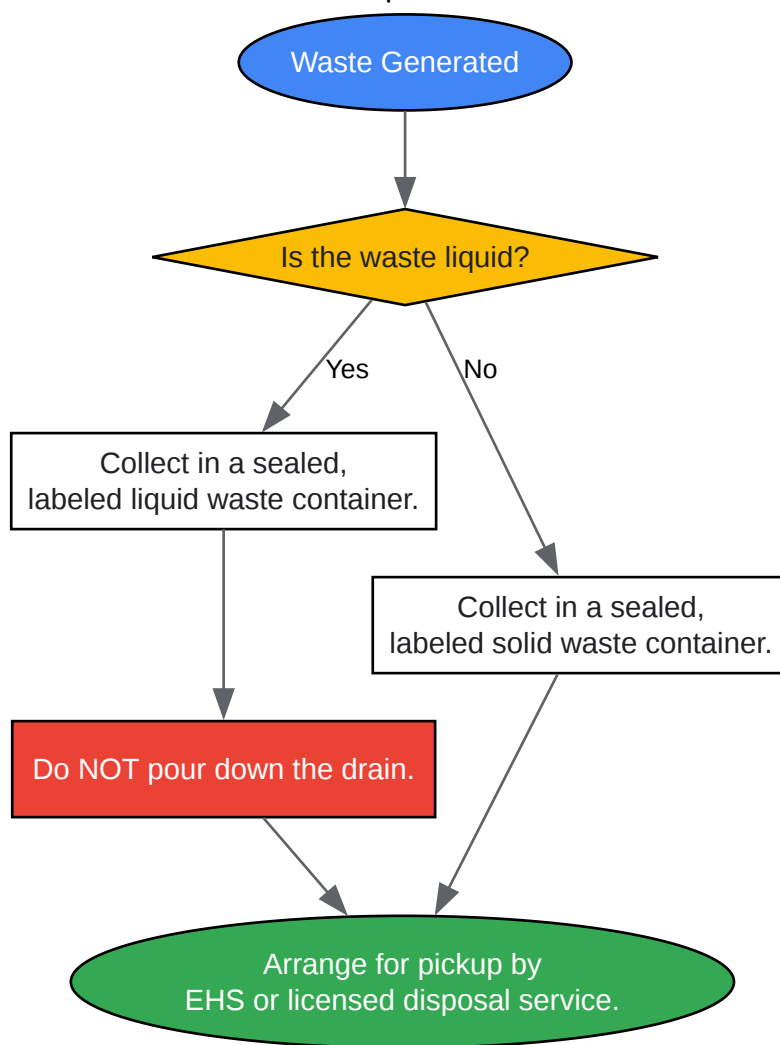 Waste Generated
Is the waste liquid?
Yes
No
Collect in a sealed,
labeled liquid waste container.
Collect in a sealed,
labeled solid waste container.
Do NOT pour down the drain.
Arrange for pickup by
EHS or licensed disposal service.